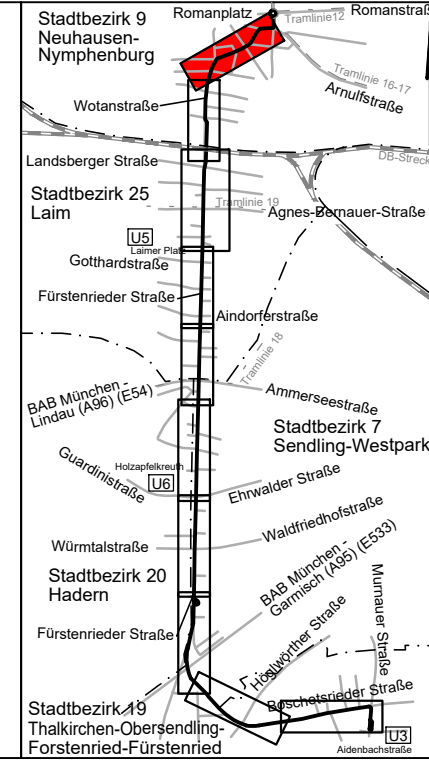 Stadtbezirk 9
Neuhausen-
Nymphenburg
Romanplatz
Romanstraß
Tramlinie12
Tramlinie 16-17
Arnulfstraße
Wotanstraße
DB-Streck
Landsberger Straße
Stadtbezirk 25
Laim
Tramlinie 19
Agnes-Bernauer-Straße
U5
Laimer Platz
Gotthardstraße
Fürstenrieder Straße
Aindorferstraße
Tramlinie 18
BAB München -
Lindau (A96) (E54)
Ammerseestraße
Stadtbezirk 7
Sendling-Westpark
Guardinistraße
Holzapfelkreuth
U6
Ehrwalder Straße
Waldfriedhofstraße
Würmtalstraße
BAB München -
Garmisch (A95) (E533)
Stadtbezirk 20
Hadern
Murnauer Straße
Höglwörther Straße
Fürstenrieder Straße
Boschetsrieder Straße
Stadtbezirk 19
Thalkirchen-Obersendling-
Forstenried-Fürstenried
U3
Aidenbachstraße